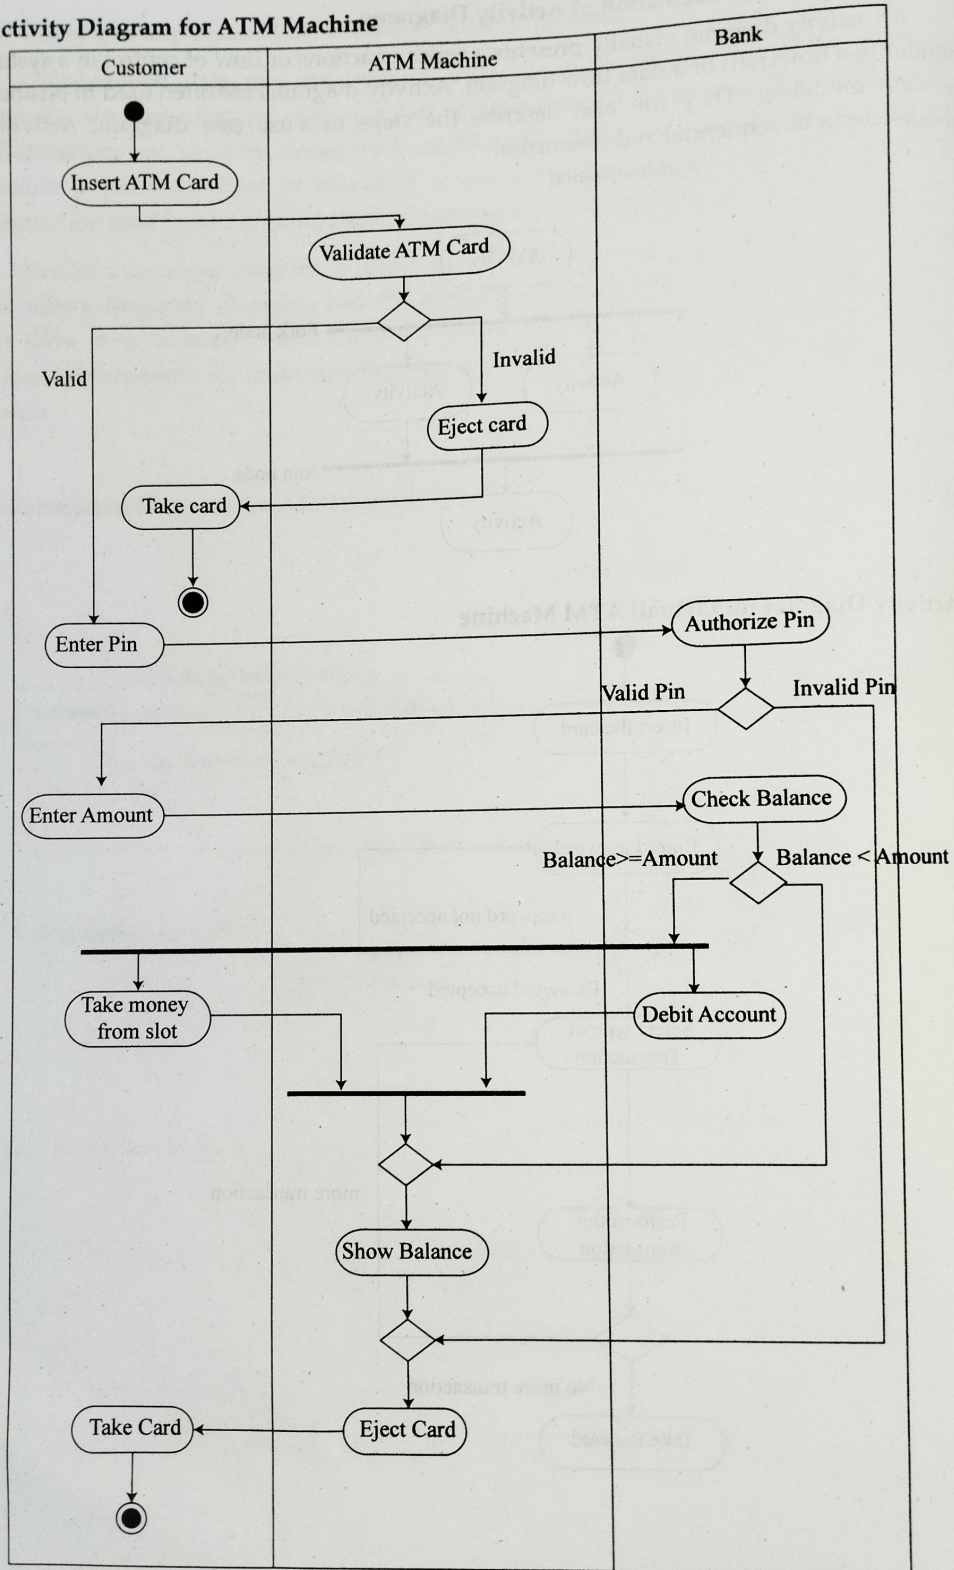 ctivity Diagram for ATM Machine
Customer
ATM Machine
Bank
Insert ATM Card
Validate ATM Card
Valid
Invalid
Eject card
Take card
Enter Pin
Authorize Pin
Valid Pin
Invalid Pin
Enter Amount
Check Balance
Balance>=Amount
Balance < Amount
Take money
from slot
Debit Account
Show Balance
Take Card
Eject Card